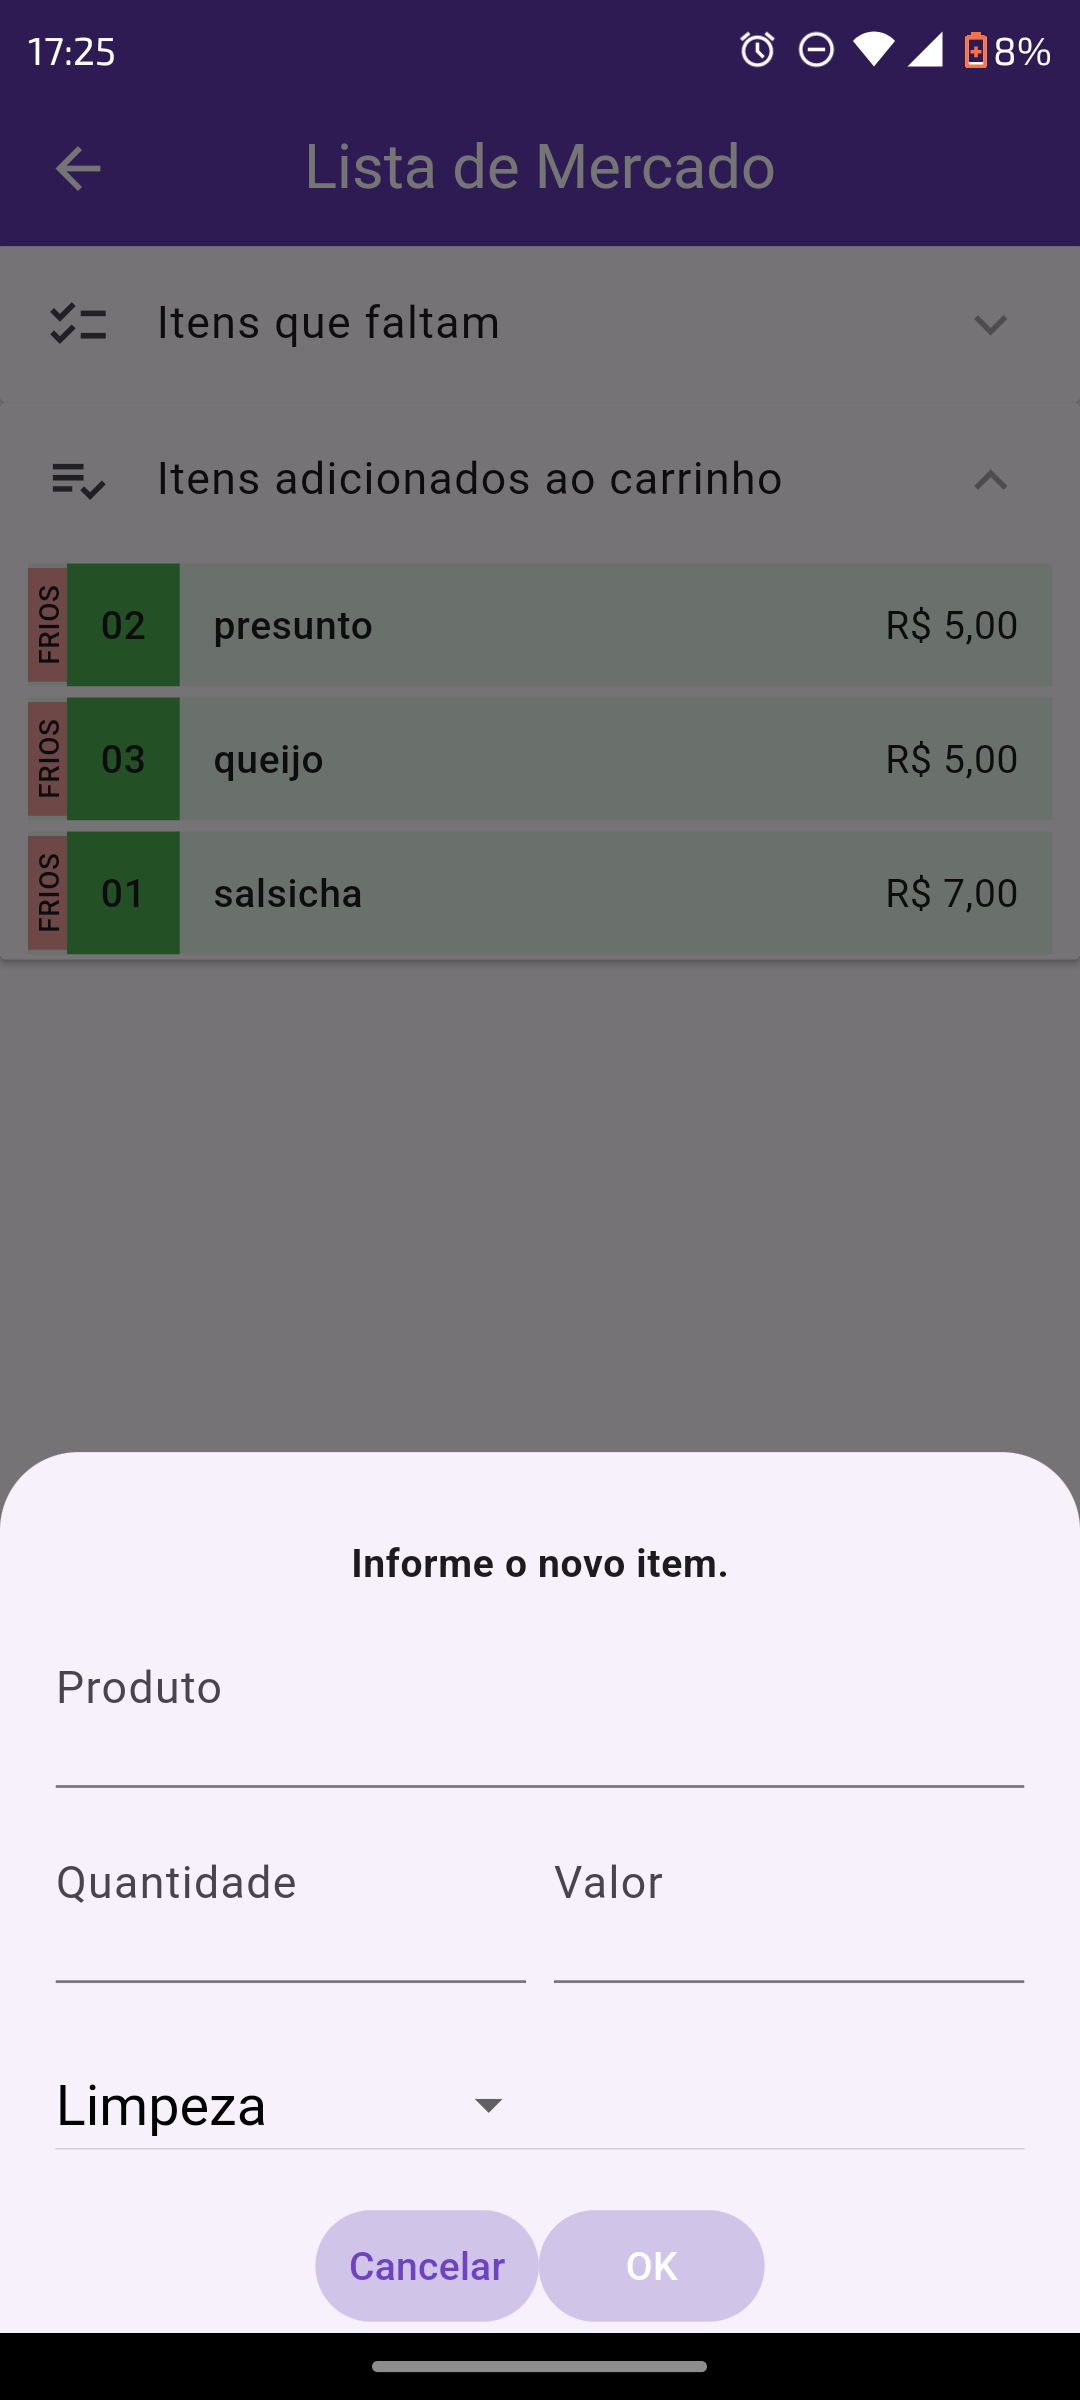 17:25 8%
Lista de Mercado
Itens que faltam
Itens adicionados ao carrinho
FRIOS 02 presunto R$ 5,00
FRIOS 03 queijo R$ 5,00
FRIOS 01 salsicha R$ 7,00
Informe o novo item.
Produto
Quantidade Valor
Limpeza
Cancelar OK